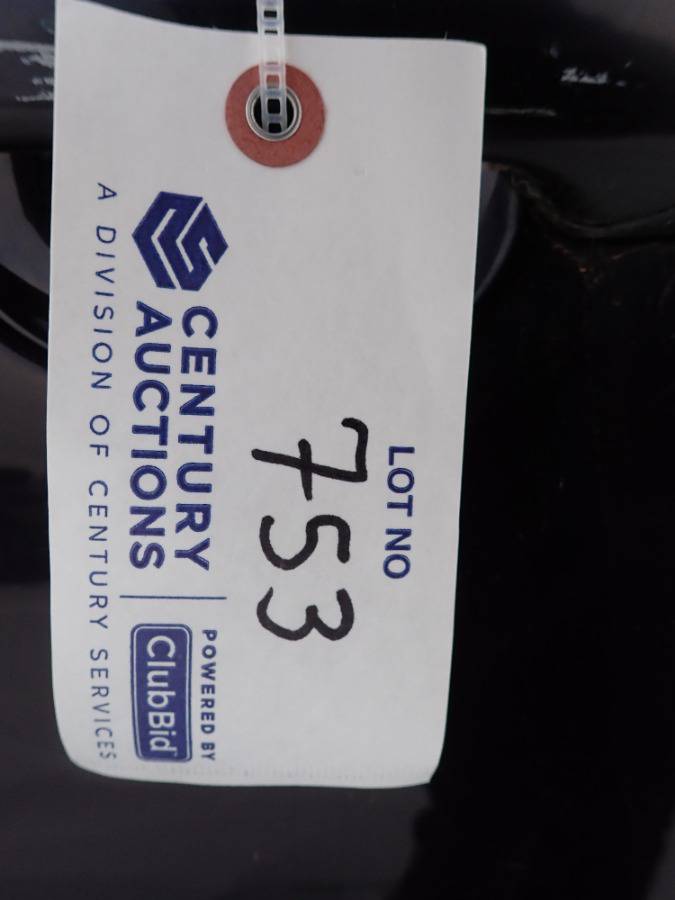 LOT NO
753
CENTURY
AUCTIONS
POWERED BY
ClubBid
A DIVISION OF CENTURY SERVICES